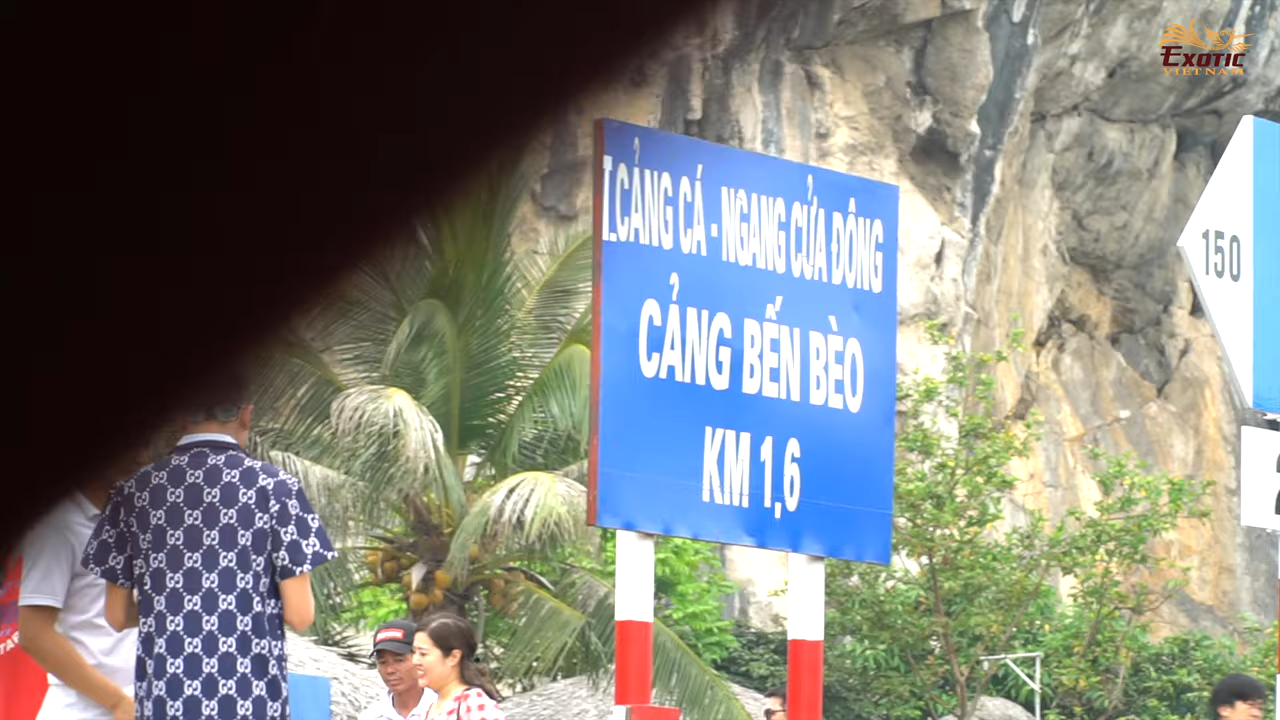 EXOTIC
VIETNAM
T.CẢNG CÁ - NGANG CỬA ĐÔNG
CẢNG BẾN BÈO
KM 1,6
150